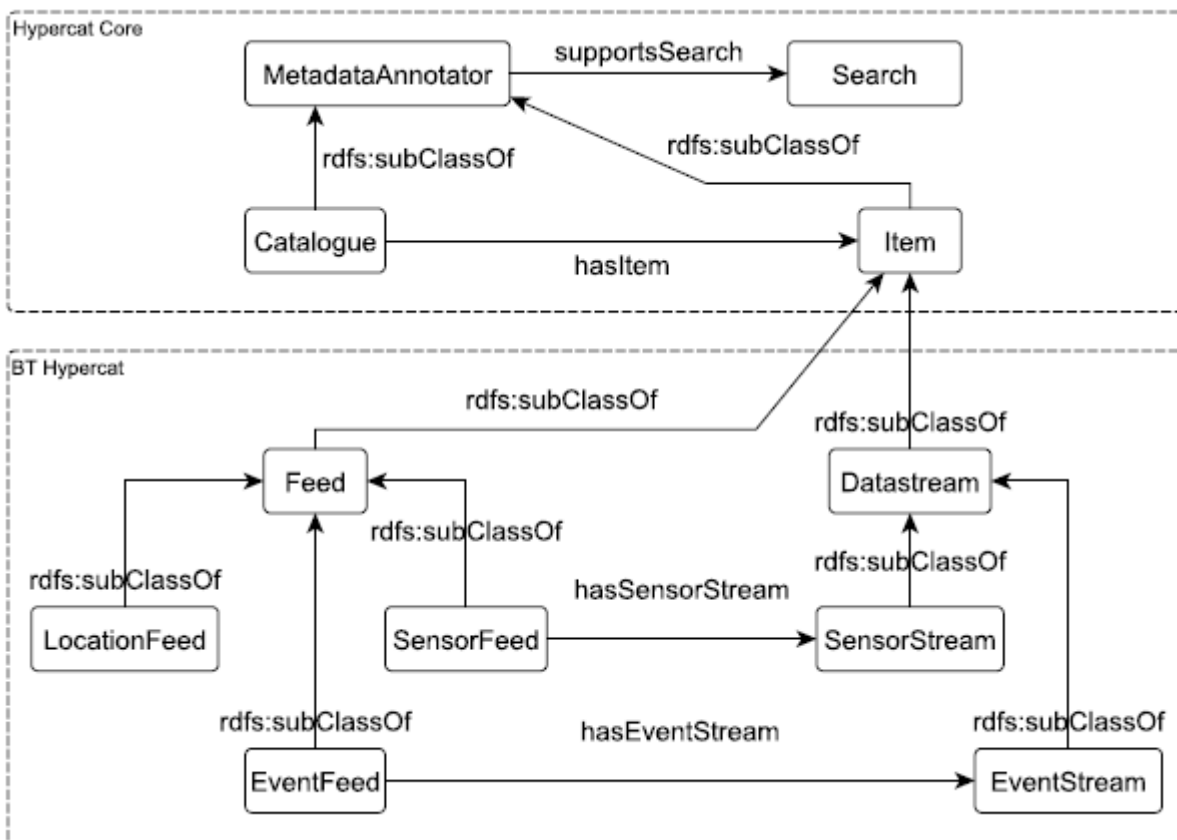 Hypercat Core
MetadataAnnotator
supportsSearch
Search
rdfs:subClassOf
rdfs:subClassOf
Catalogue
hasItem
Item
BT Hypercat
rdfs:subClassOf
rdfs:subClassOf
Feed
Datastream
rdfs:subClassOf
rdfs:subClassOf
rdfs:subClassOf
hasSensorStream
LocationFeed
SensorFeed
SensorStream
rdfs:subClassOf
hasEventStream
rdfs:subClassOf
EventFeed
EventStream